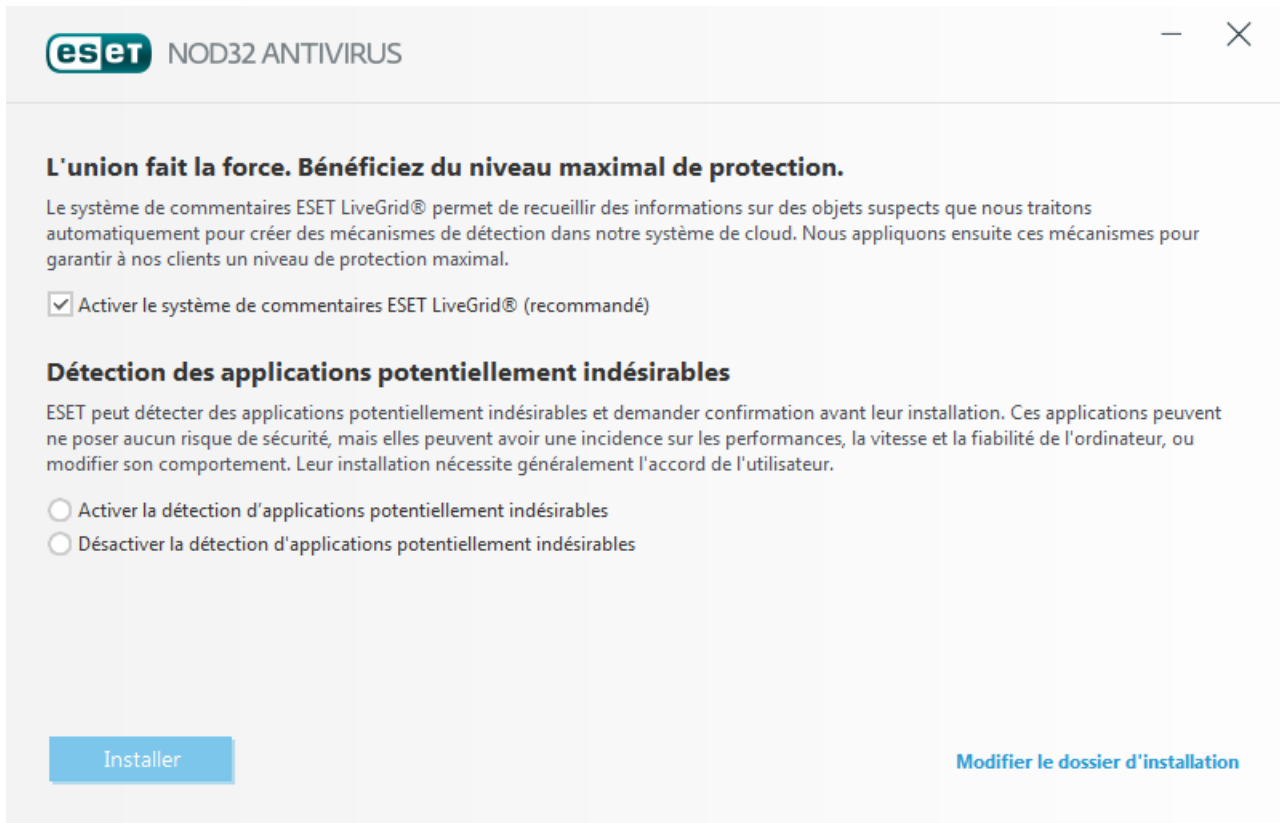 eset NOD32 ANTIVIRUS
L'union fait la force. Bénéficiez du niveau maximal de protection.
Le système de commentaires ESET LiveGrid® permet de recueillir des informations sur des objets suspects que nous traitons
automatiquement pour créer des mécanismes de détection dans notre système de cloud. Nous appliquons ensuite ces mécanismes pour
garantir à nos clients un niveau de protection maximal.
Activer le système de commentaires ESET LiveGrid® (recommandé)
Détection des applications potentiellement indésirables
ESET peut détecter des applications potentiellement indésirables et demander confirmation avant leur installation. Ces applications peuvent
ne poser aucun risque de sécurité, mais elles peuvent avoir une incidence sur les performances, la vitesse et la fiabilité de l'ordinateur, ou
modifier son comportement. Leur installation nécessite généralement l'accord de l'utilisateur.
Activer la détection d'applications potentiellement indésirables
Désactiver la détection d'applications potentiellement indésirables
Installer
Modifier le dossier d'installation